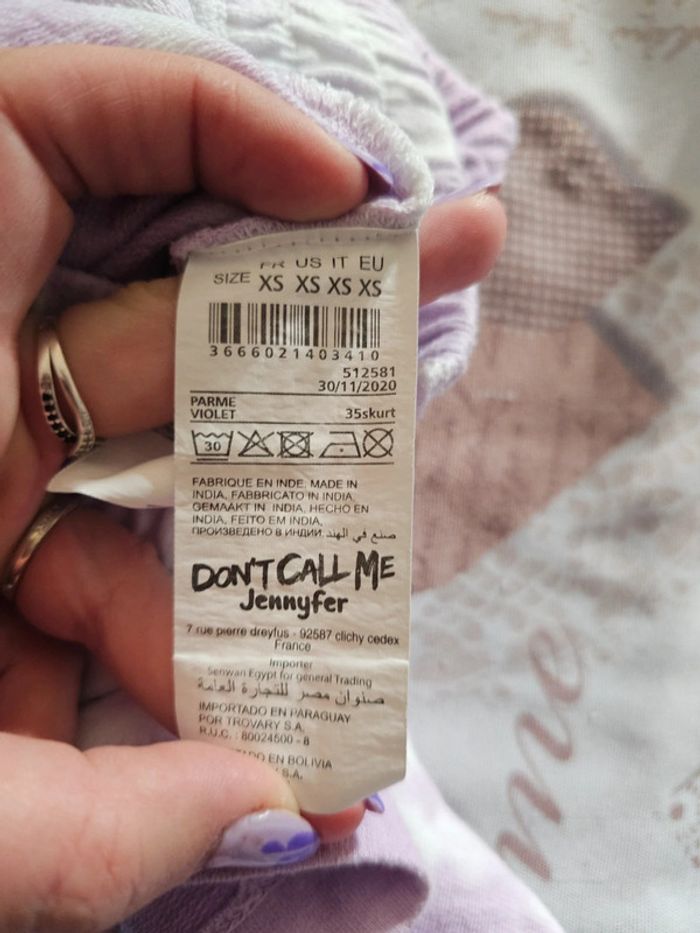 FR US IT EU
SIZE XS XS XS XS
3666021403410
512581
30/11/2020
PARME
VIOLET 35skurt
30
FABRIQUE EN INDE, MADE IN
INDIA, FABBRICATO IN INDIA,
GEMAAKT IN INDIA, HECHO EN
INDIA, FEITO EM INDIA,
ПРОИЗВЕДЕНО В ИНДИИ صنع في الهند
DON'T CALL ME
Jennyfer
7 rue pierre dreyfus - 92587 clichy cedex
France
Importer
Senwan Egypt for general Trading
صنوان مصر للتجارة العامة
IMPORTADO EN PARAGUAY
POR TROVARY S.A.
R.U.C. : 80024500 - 8
EN BOLIVIA
S.A.
me